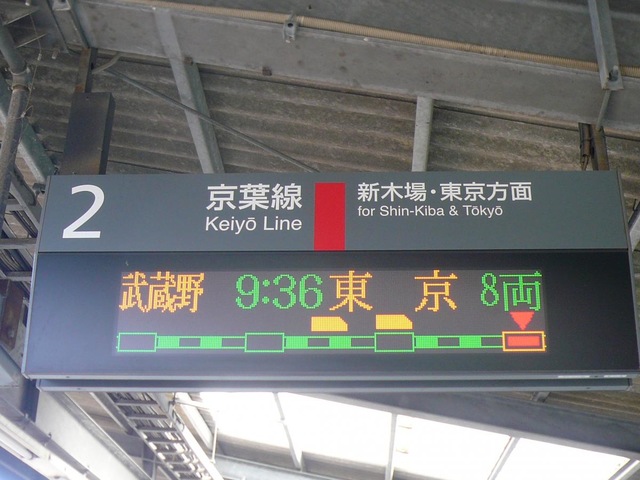 2 京葉線 新木場・東京方面
Keiyō Line for Shin-Kiba & Tōkyō
武蔵野 9:36 東京 8両